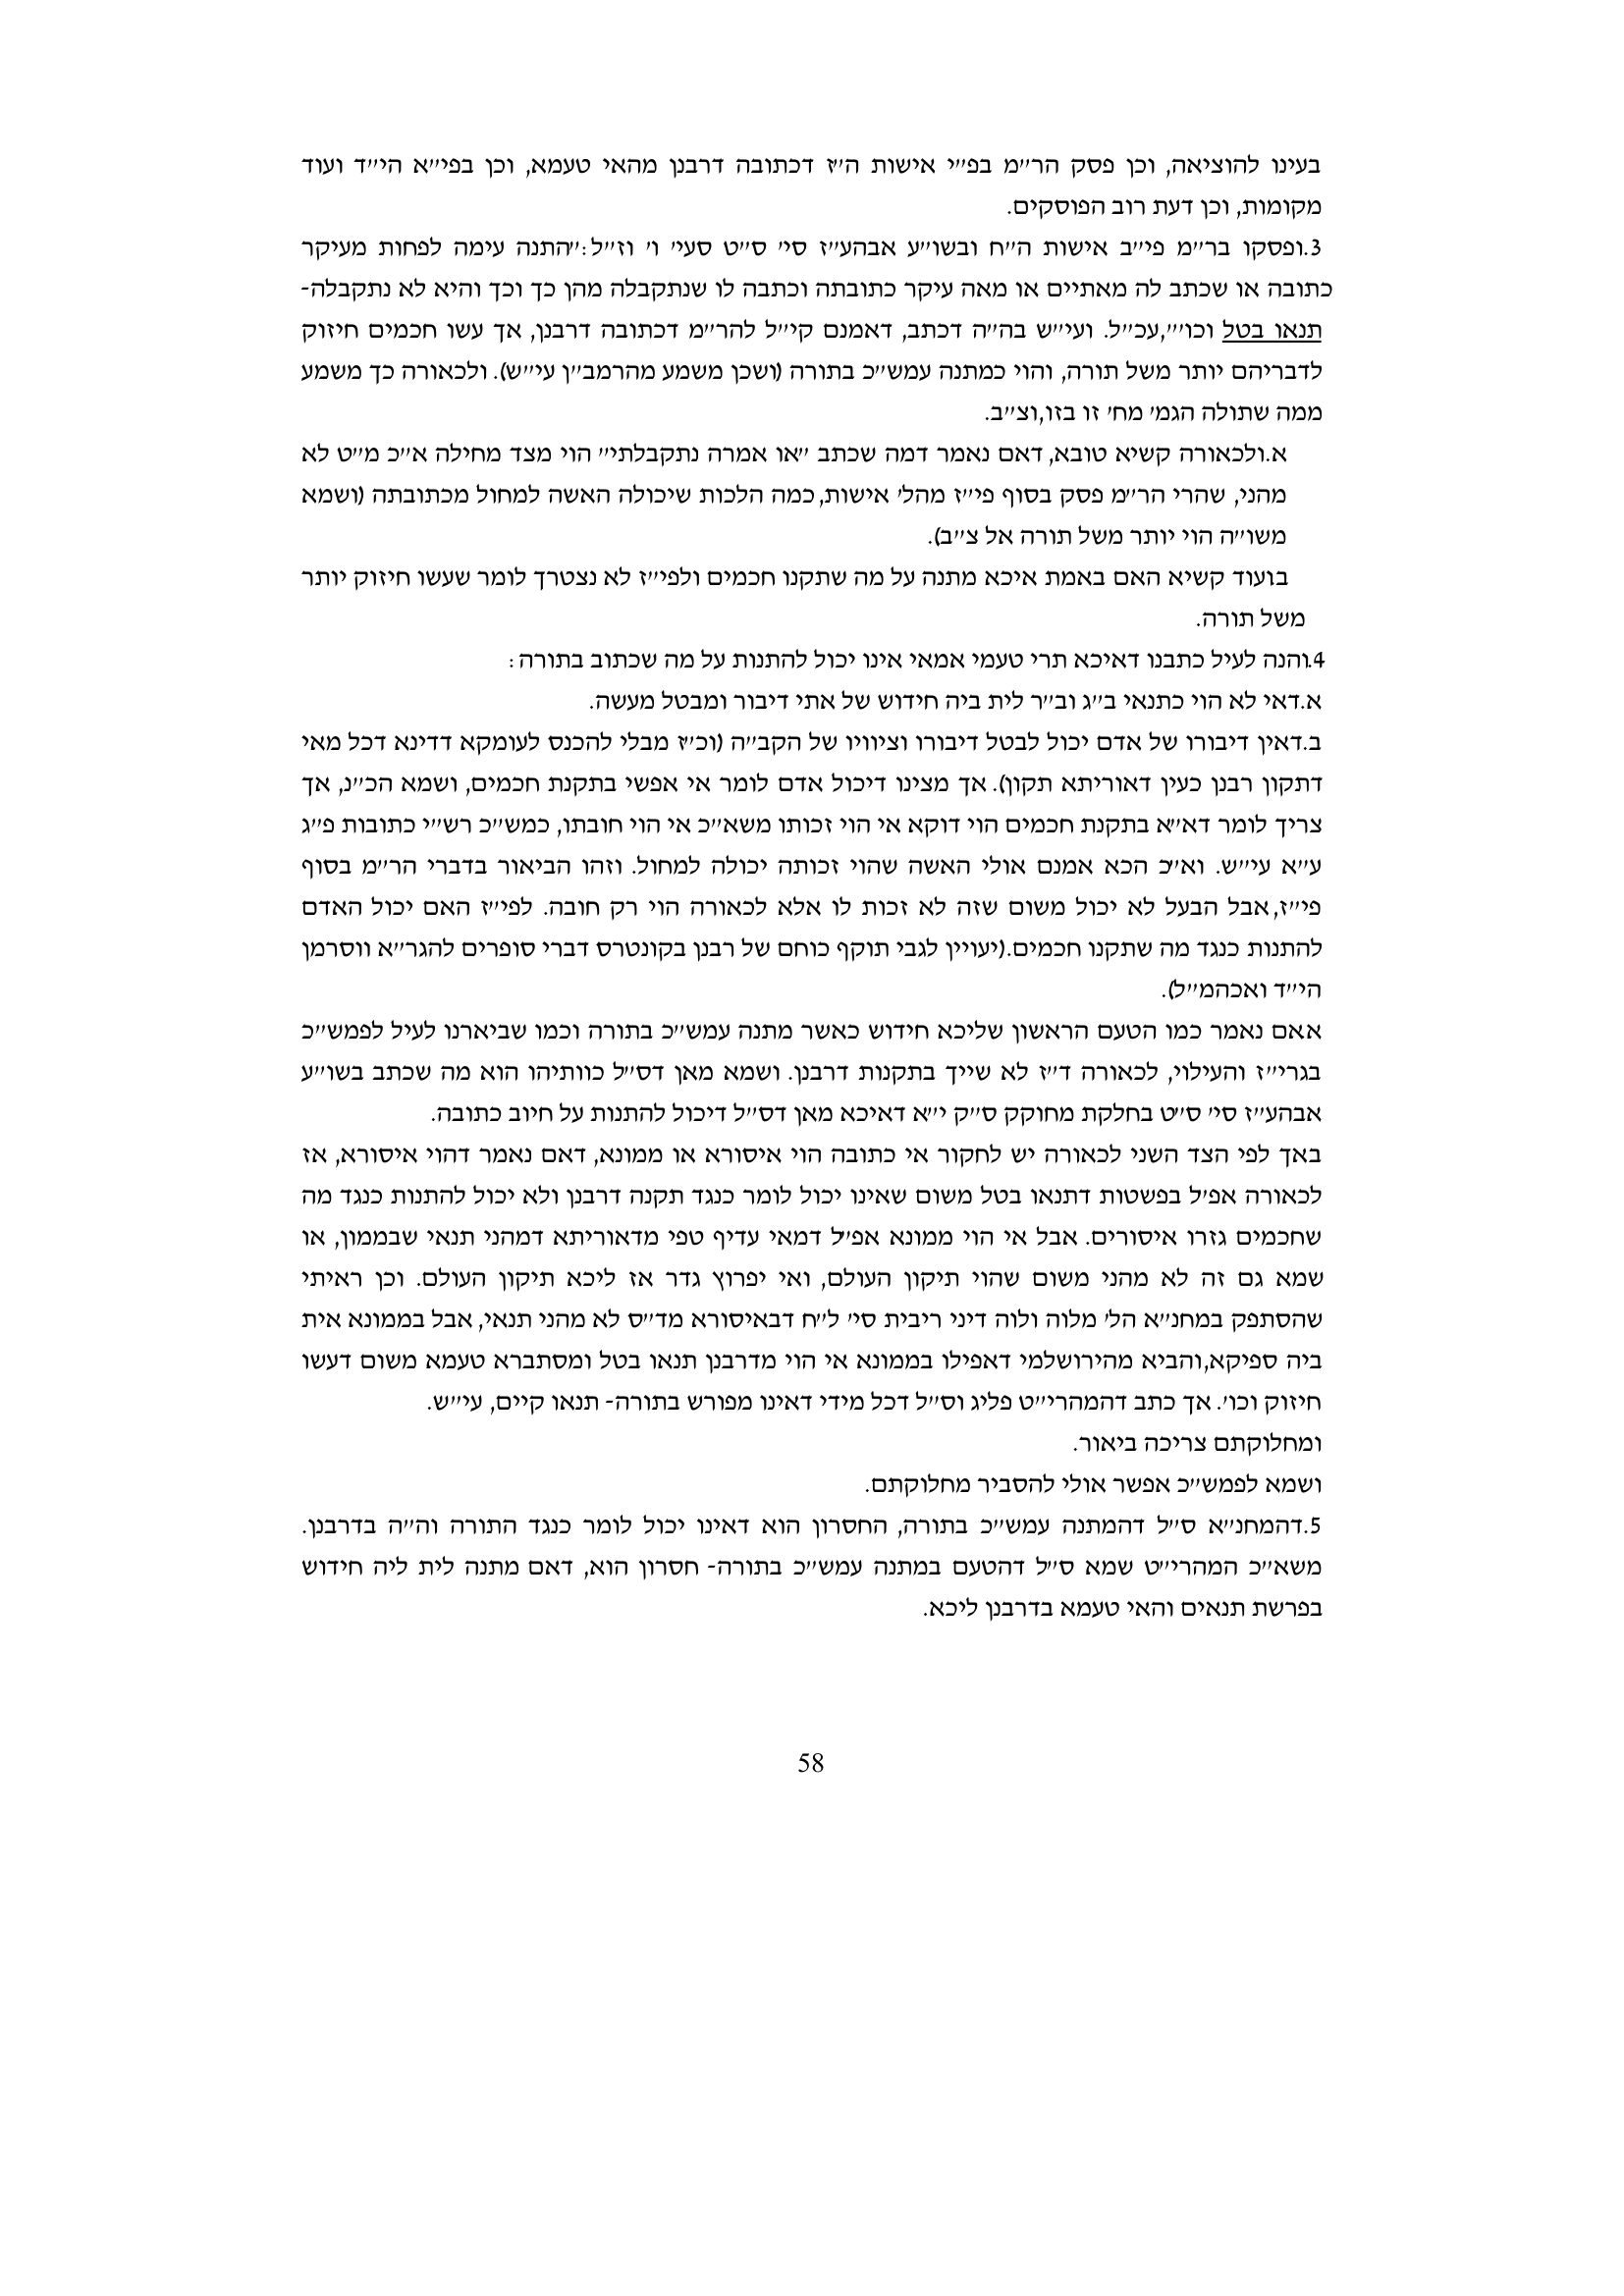 בעינו להוציאה, וכן פסק הר״מ בפ״י אישות ה״ז דכתובה דרבנן מהאי טעמא, וכן בפי״א הי״ד ועוד
מקומות, וכן דעת רוב הפוסקים.
3.ופסקו בר״מ פי״ב אישות ה״ח ובשו״ע אבהע״ז סי׳ ס״ט סעי׳ ו׳ וז״ל:״התנה עימה לפחות מעיקר
כתובה או שכתב לה מאתיים או מאה עיקר כתובתה וכתבה לו שנתקבלה מהן כך וכך והיא לא נתקבלה-
תנאו בטל וכו׳״,עכ״ל. ועי״ש בה״ה דכתב, דאמנם קי״ל להר״מ דכתובה דרבנן, אך עשו חכמים חיזוק
לדבריהם יותר משל תורה, והוי כמתנה עמש״כ בתורה (ושכן משמע מהרמב״ן עי״ש). ולכאורה כך משמע
ממה שתולה הגמ׳ מח׳ זו בזו,וצ״ב.
א.ולכאורה קשיא טובא, דאם נאמר דמה שכתב ״או אמרה נתקבלתי״ הוי מצד מחילה א״כ מ״ט לא
מהני, שהרי הר״מ פסק בסוף פי״ז מהל׳ אישות,כמה הלכות שיכולה האשה למחול מכתובתה (ושמא
משו״ה הוי יותר משל תורה אל צ״ב).
ב.ועוד קשיא האם באמת איכא מתנה על מה שתקנו חכמים ולפי״ז לא נצטרך לומר שעשו חיזוק יותר
משל תורה.
4.והנה לעיל כתבנו דאיכא תרי טעמי אמאי אינו יכול להתנות על מה שכתוב בתורה:
א.דאי לא הוי כתנאי ב״ג וב״ר לית ביה חידוש של אתי דיבור ומבטל מעשה.
ב.דאין דיבורו של אדם יכול לבטל דיבורו וציוויו של הקב״ה (וכ״ז מבלי להכנס לעומקא דדינא דכל מאי
דתקון רבנן כעין דאוריתא תקון). אך מצינו דיכול אדם לומר אי אפשי בתקנת חכמים, ושמא הכ״נ, אך
צריך לומר דא״א בתקנת חכמים הוי דוקא אי הוי זכותו משא״כ אי הוי חובתו, כמש״כ רש״י כתובות פ״ג
ע״א עי״ש. וא״כ הכא אמנם אולי האשה שהוי זכותה יכולה למחול. וזהו הביאור בדברי הר״מ בסוף
פי״ז,אבל הבעל לא יכול משום שזה לא זכות לו אלא לכאורה הוי רק חובה. לפי״ז האם יכול האדם
להתנות כנגד מה שתקנו חכמים.(יעויין לגבי תוקף כוחם של רבנן בקונטרס דברי סופרים להגר״א ווסרמן
הי״ד ואכהמ״ל).
אאם נאמר כמו הטעם הראשון שליכא חידוש כאשר מתנה עמש״כ בתורה וכמו שביארנו לעיל לפמש״כ
בגרי״ז והעילוי, לכאורה ד״ז לא שייך בתקנות דרבנן. ושמא מאן דס״ל כוותיהו הוא מה שכתב בשו״ע
אבהע״ז סי׳ ס״ט בחלקת מחוקק ס״ק י״א דאיכא מאן דס״ל דיכול להתנות על חיוב כתובה.
באך לפי הצד השני לכאורה יש לחקור אי כתובה הוי איסורא או ממונא, דאם נאמר דהוי איסורא, אז
לכאורה אפ״ל בפשטות דתנאו בטל משום שאינו יכול לומר כנגד תקנה דרבנן ולא יכול להתנות כנגד מה
שחכמים גזרו איסורים. אבל אי הוי ממונא אפ״ל דמאי עדיף טפי מדאוריתא דמהני תנאי שבממון, או
שמא גם זה לא מהני משום שהוי תיקון העולם, ואי יפרוץ גדר אז ליכא תיקון העולם. וכן ראיתי
שהסתפק במחנ״א הל׳ מלוה ולוה דיני ריבית סי׳ ל״ח דבאיסורא מד״ס לא מהני תנאי, אבל בממונא אית
ביה ספיקא,והביא מהירושלמי דאפילו בממונא אי הוי מדרבנן תנאו בטל ומסתברא טעמא משום דעשו
חיזוק וכו׳. אך כתב דהמהרי״ט פליג וס״ל דכל מידי דאינו מפורש בתורה- תנאו קיים, עי״ש.
ומחלוקתם צריכה ביאור.
ושמא לפמש״כ אפשר אולי להסביר מחלוקתם.
5.דהמחנ״א ס״ל דהמתנה עמש״כ בתורה, החסרון הוא דאינו יכול לומר כנגד התורה וה״ה בדרבנן.
משא״כ המהרי״ט שמא ס״ל דהטעם במתנה עמש״כ בתורה- חסרון הוא, דאם מתנה לית ליה חידוש
בפרשת תנאים והאי טעמא בדרבנן ליכא.
58